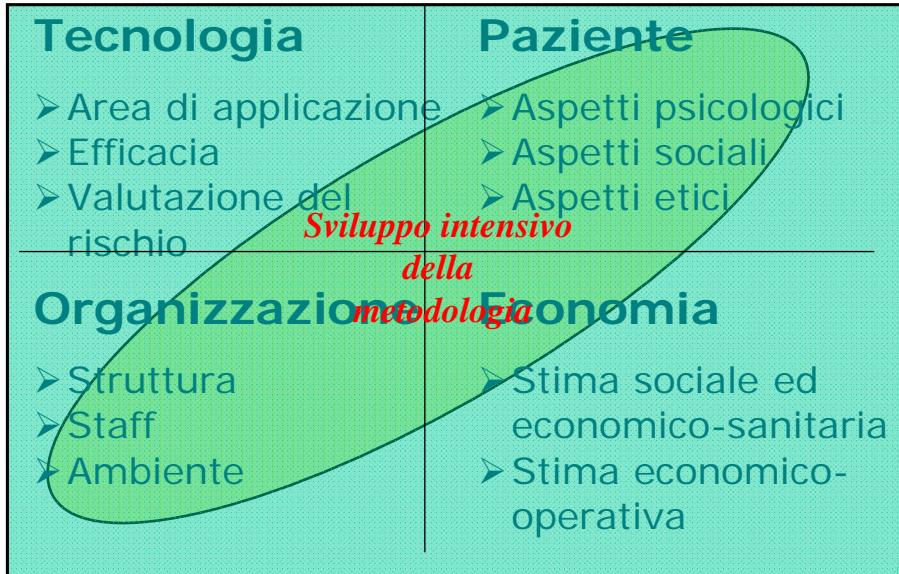 Tecnologia
➢ Area di applicazione
➢ Efficacia
➢ Valutazione del
rischio
Paziente
➢ Aspetti psicologici
➢ Aspetti sociali
➢ Aspetti etici
Sviluppo intensivo
della
metodologia
Organizzazione
➢ Struttura
➢ Staff
➢ Ambiente
Economia
➢ Stima sociale ed
economico-sanitaria
➢ Stima economico-
operativa